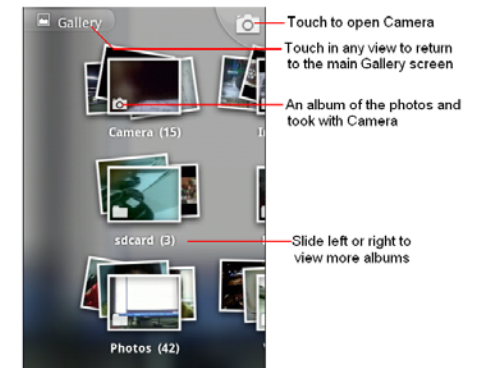 Gallery
Touch to open Camera
Touch in any view to return
to the main Gallery screen
An album of the photos and
took with Camera
Camera (15)
sdcard (3)
Slide left or right to
view more albums
Photos (42)